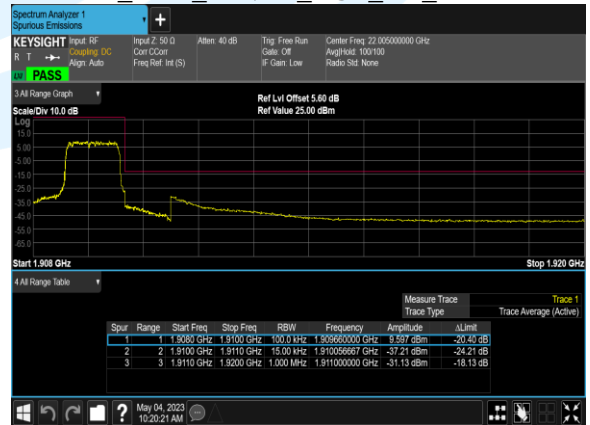 Spectrum Analyzer 1
Spurious Emissions
+
KEYSIGHT Input: RF Input Z: 50 Ω Atten: 40 dB Trig: Free Run Center Freq: 22.005000000 GHz
R T Coupling: DC Corr CCorr Gate: Off Avg|Hold: 100/100
Align: Auto Freq Ref: Int (S) IF Gain: Low Radio Std: None
PASS
3 All Range Graph
Ref Lvl Offset 5.60 dB
Scale/Div 10.0 dB Ref Value 25.00 dBm
Log
15.0
5.00
-5.00
-15.0
-25.0
-35.0
-45.0
-55.0
-65.0
Start 1.908 GHz Stop 1.920 GHz
4 All Range Table
Measure Trace Trace 1
Trace Type Trace Average (Active)
Spur Range Start Freq Stop Freq RBW Frequency Amplitude ΔLimit
1 1 1.9080 GHz 1.9100 GHz 100.0 kHz 1.909660000 GHz 9.597 dBm -20.40 dB
2 2 1.9100 GHz 1.9110 GHz 15.00 kHz 1.910056667 GHz -37.21 dBm -24.21 dB
3 3 1.9110 GHz 1.9200 GHz 1.000 MHz 1.911000000 GHz -31.13 dBm -18.13 dB
? May 04, 2023
10:20:21 AM